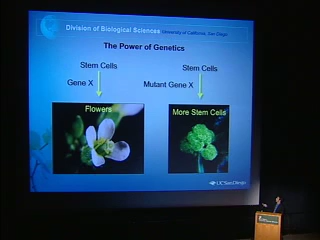 Division of Biological Sciences University of California, San Diego
The Power of Genetics
Stem Cells
Stem Cells
Gene X
Mutant Gene X
Flowers
More Stem Cells
UCSanDiego